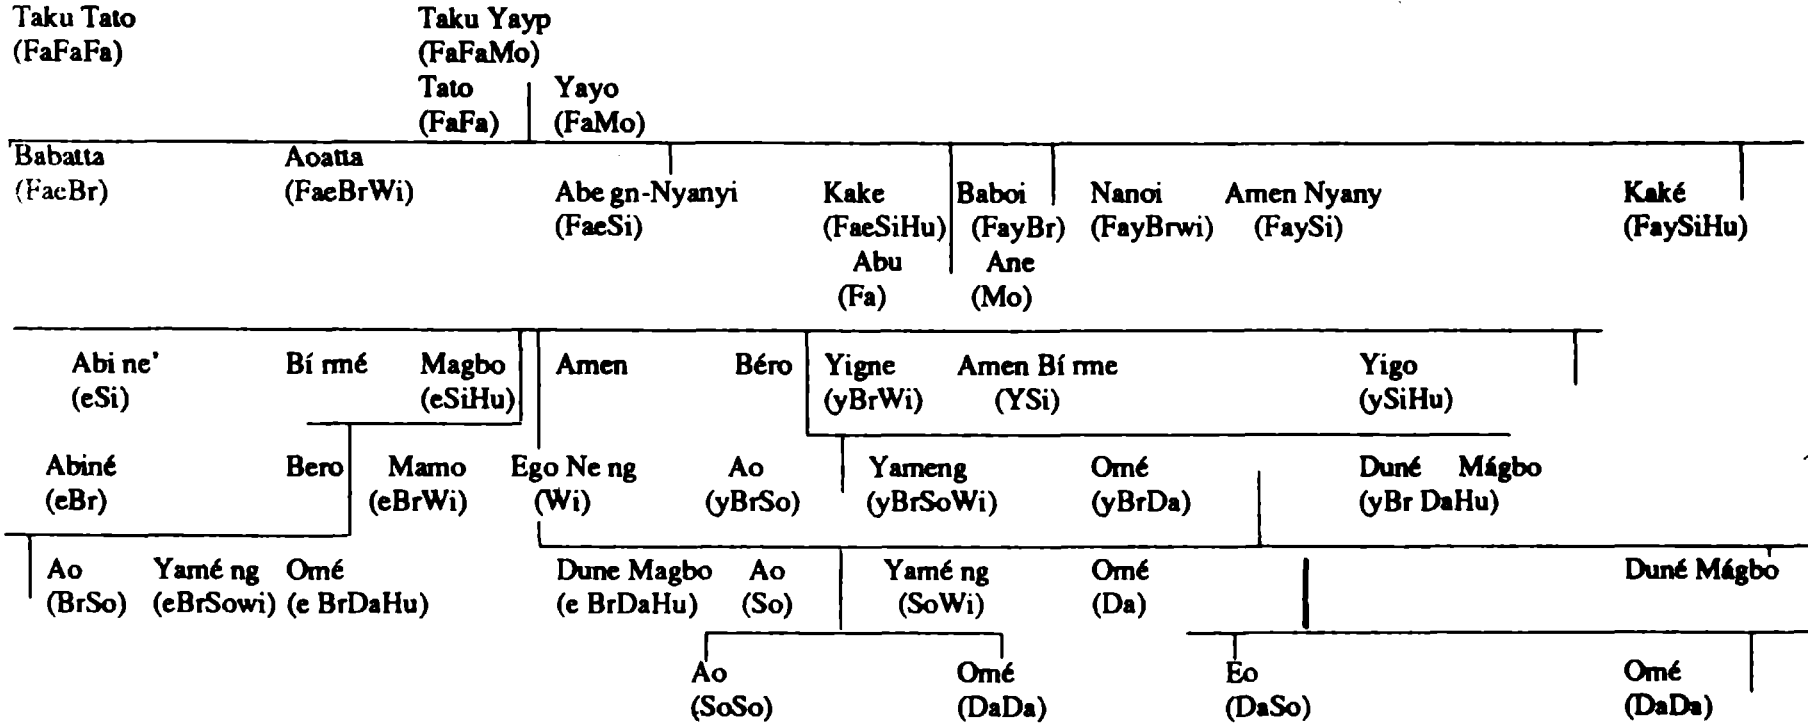 Taku Tato Taku Yayp
(FaFaFa) (FaFaMo)
Tato Yayo
(FaFa) (FaMo)
Babatta Aoatta
(FaeBr) (FaeBrWi)
Abe gn-Nyanyi Kake Baboi Nanoi Amen Nyany Kaké
(FaeSi) (FaeSiHu) (FayBr) (FayBrwi) (FaySi) (FaySiHu)
Abu Ane
(Fa) (Mo)
Abi ne' Bí rmé Magbo Amen Béro Yigne Amen Bí rme Yigo
(eSi) (eSiHu) (yBrWi) (YSi) (ySiHu)
Abiné Bero Mamo Ego Ne ng Ao Yameng Omé Duné Mágbo
(eBr) (eBrWi) (Wi) (yBrSo) (yBrSoWi) (yBrDa) (yBr DaHu)
Ao Yamé ng Omé Dune Magbo Ao Yamé ng Omé Duné Mágbo
(BrSo) (eBrSowi) (e BrDaHu) (e BrDaHu) (So) (SoWi) (Da)
Ao Omé Eo Omé
(SoSo) (DaDa) (DaSo) (DaDa)